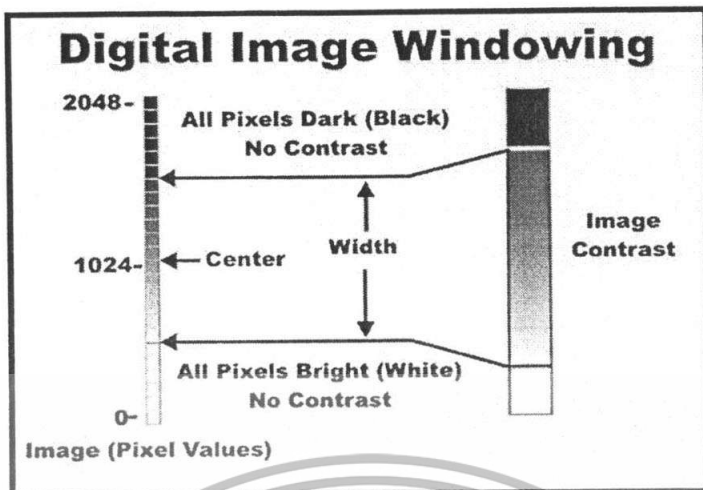 Digital Image Windowing
2048-
All Pixels Dark (Black)
No Contrast
Image
Contrast
Width
1024-
Center
All Pixels Bright (White)
No Contrast
0-
Image (Pixel Values)